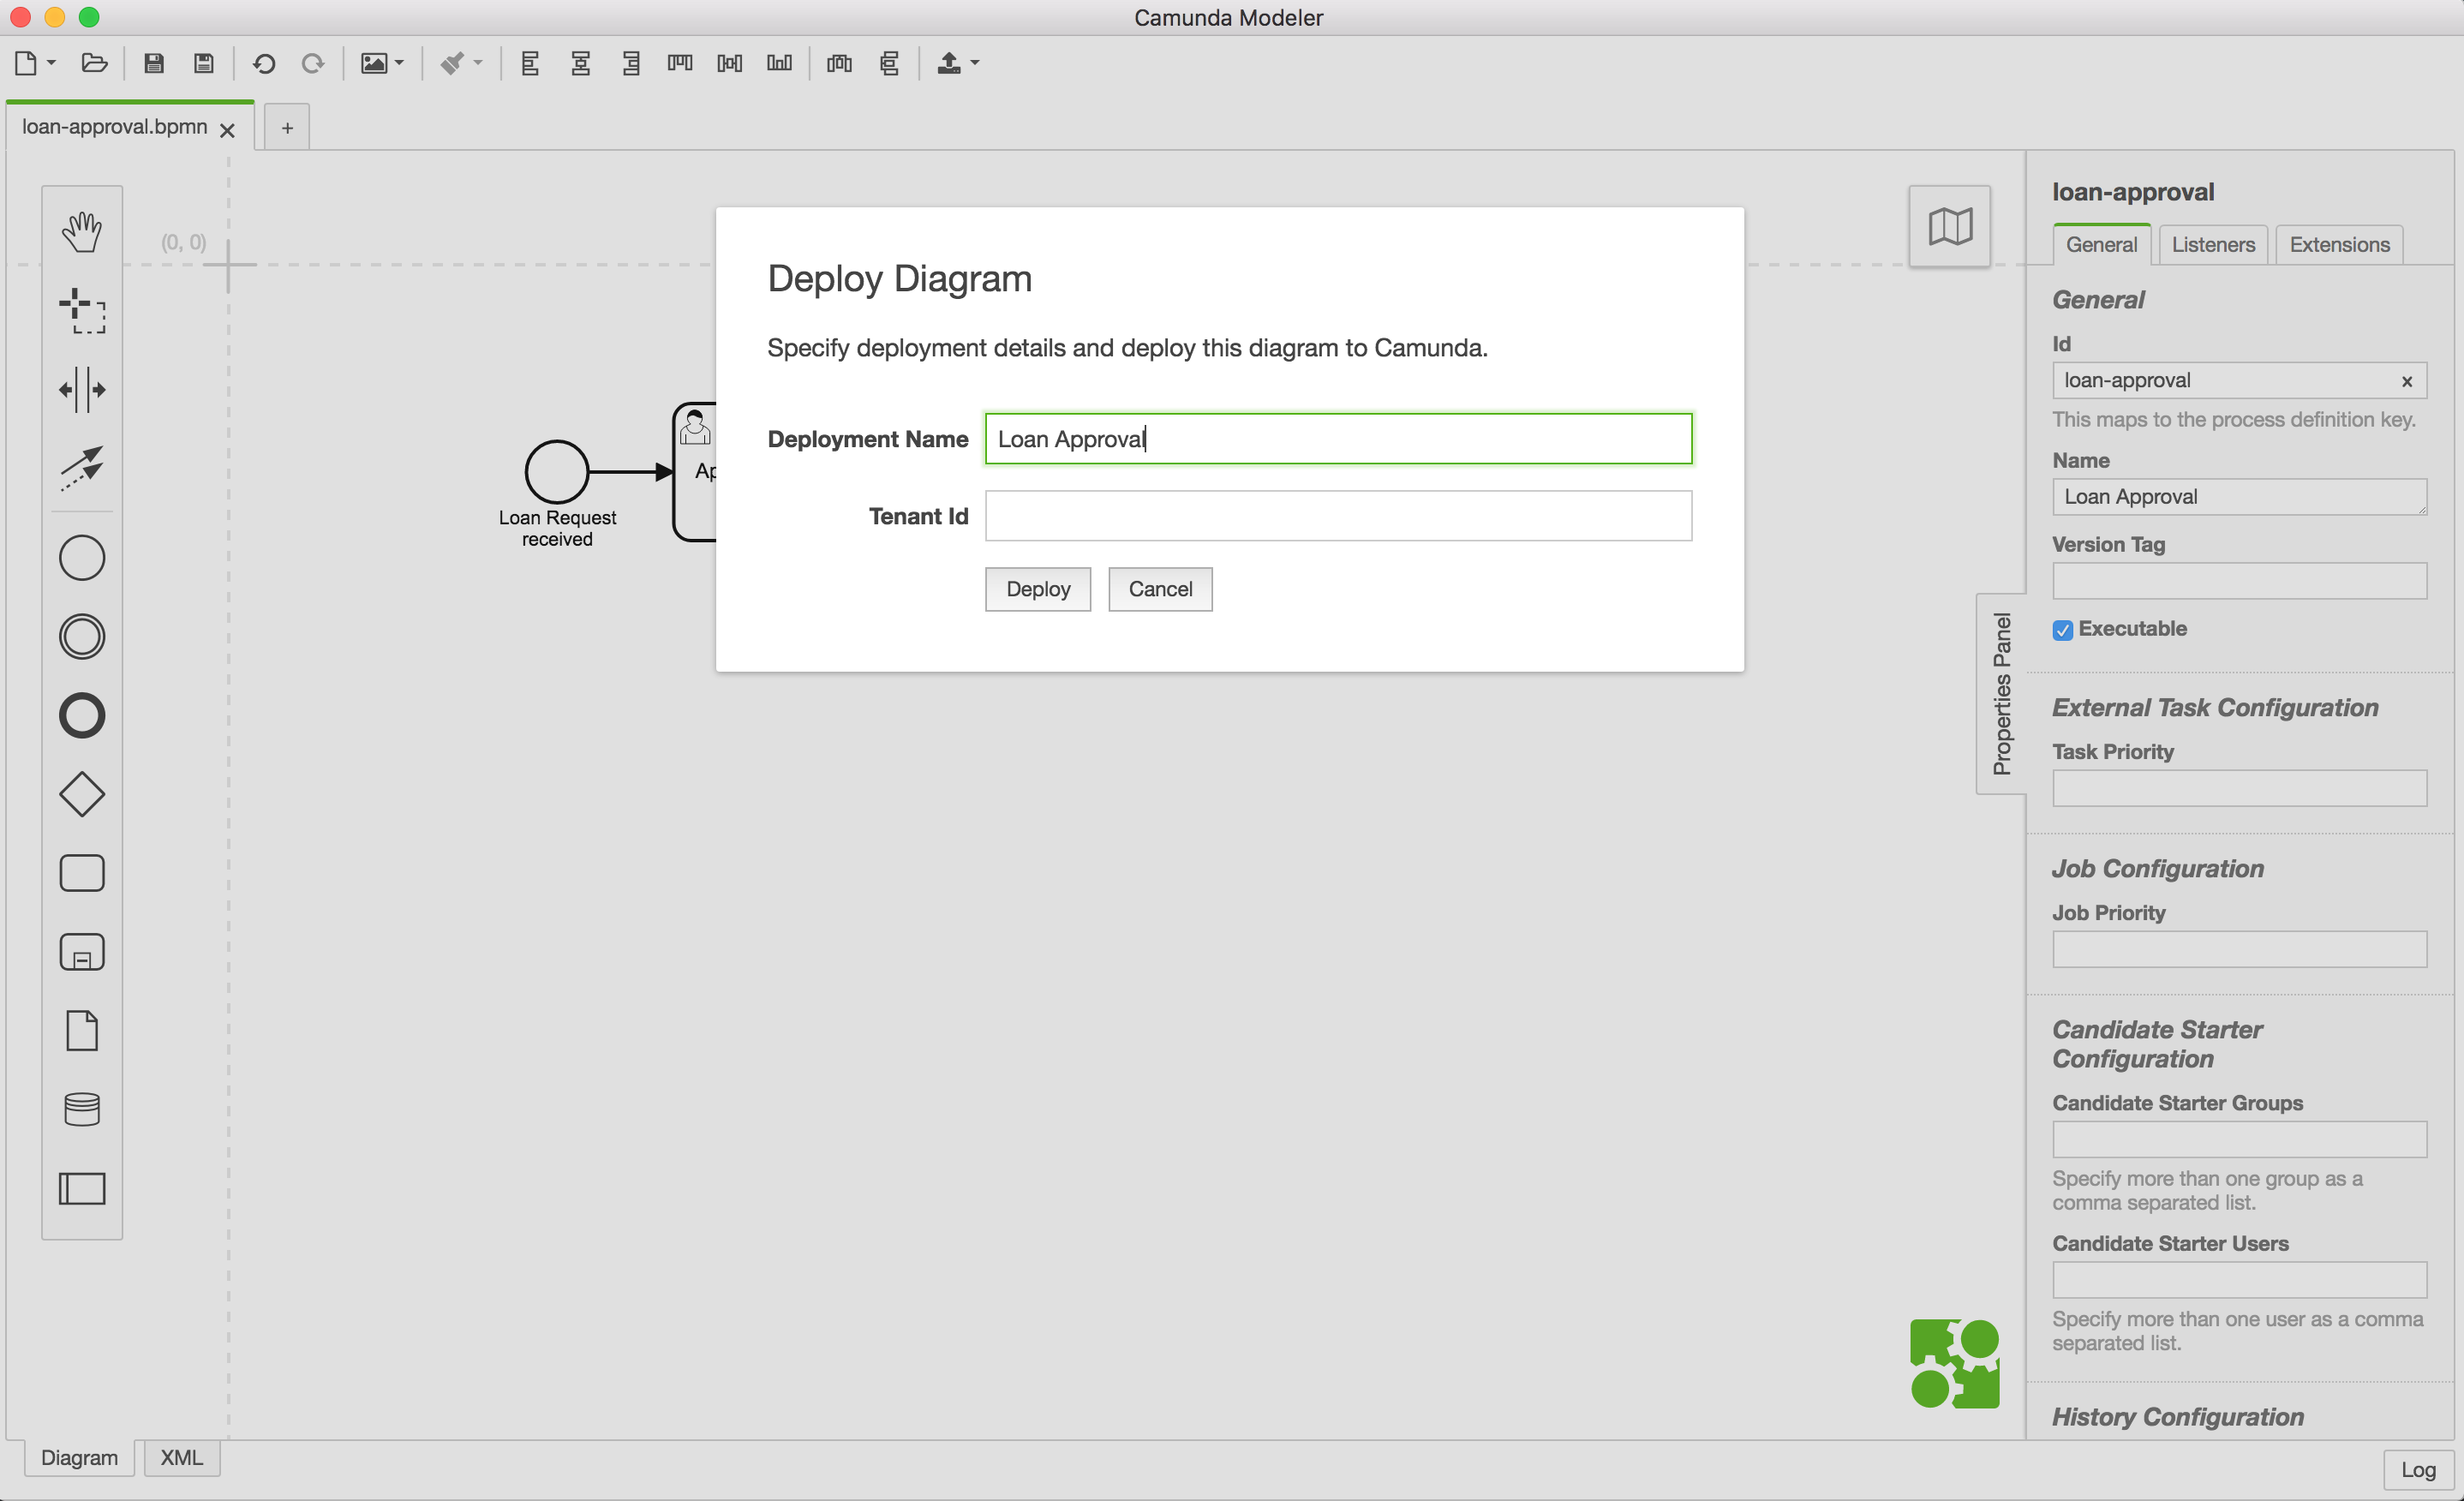 Camunda Modeler
loan-approval.bpmn
+
(0, 0)
Loan Request
received
Ap
Deploy Diagram
Specify deployment details and deploy this diagram to Camunda.
Deployment Name
Loan Approval
Tenant Id
Deploy
Cancel
Properties Panel
loan-approval
General
Listeners
Extensions
General
Id
loan-approval
This maps to the process definition key.
Name
Loan Approval
Version Tag
Executable
External Task Configuration
Task Priority
Job Configuration
Job Priority
Candidate Starter
Configuration
Candidate Starter Groups
Specify more than one group as a
comma separated list.
Candidate Starter Users
Specify more than one user as a comma
separated list.
History Configuration
Diagram
XML
Log